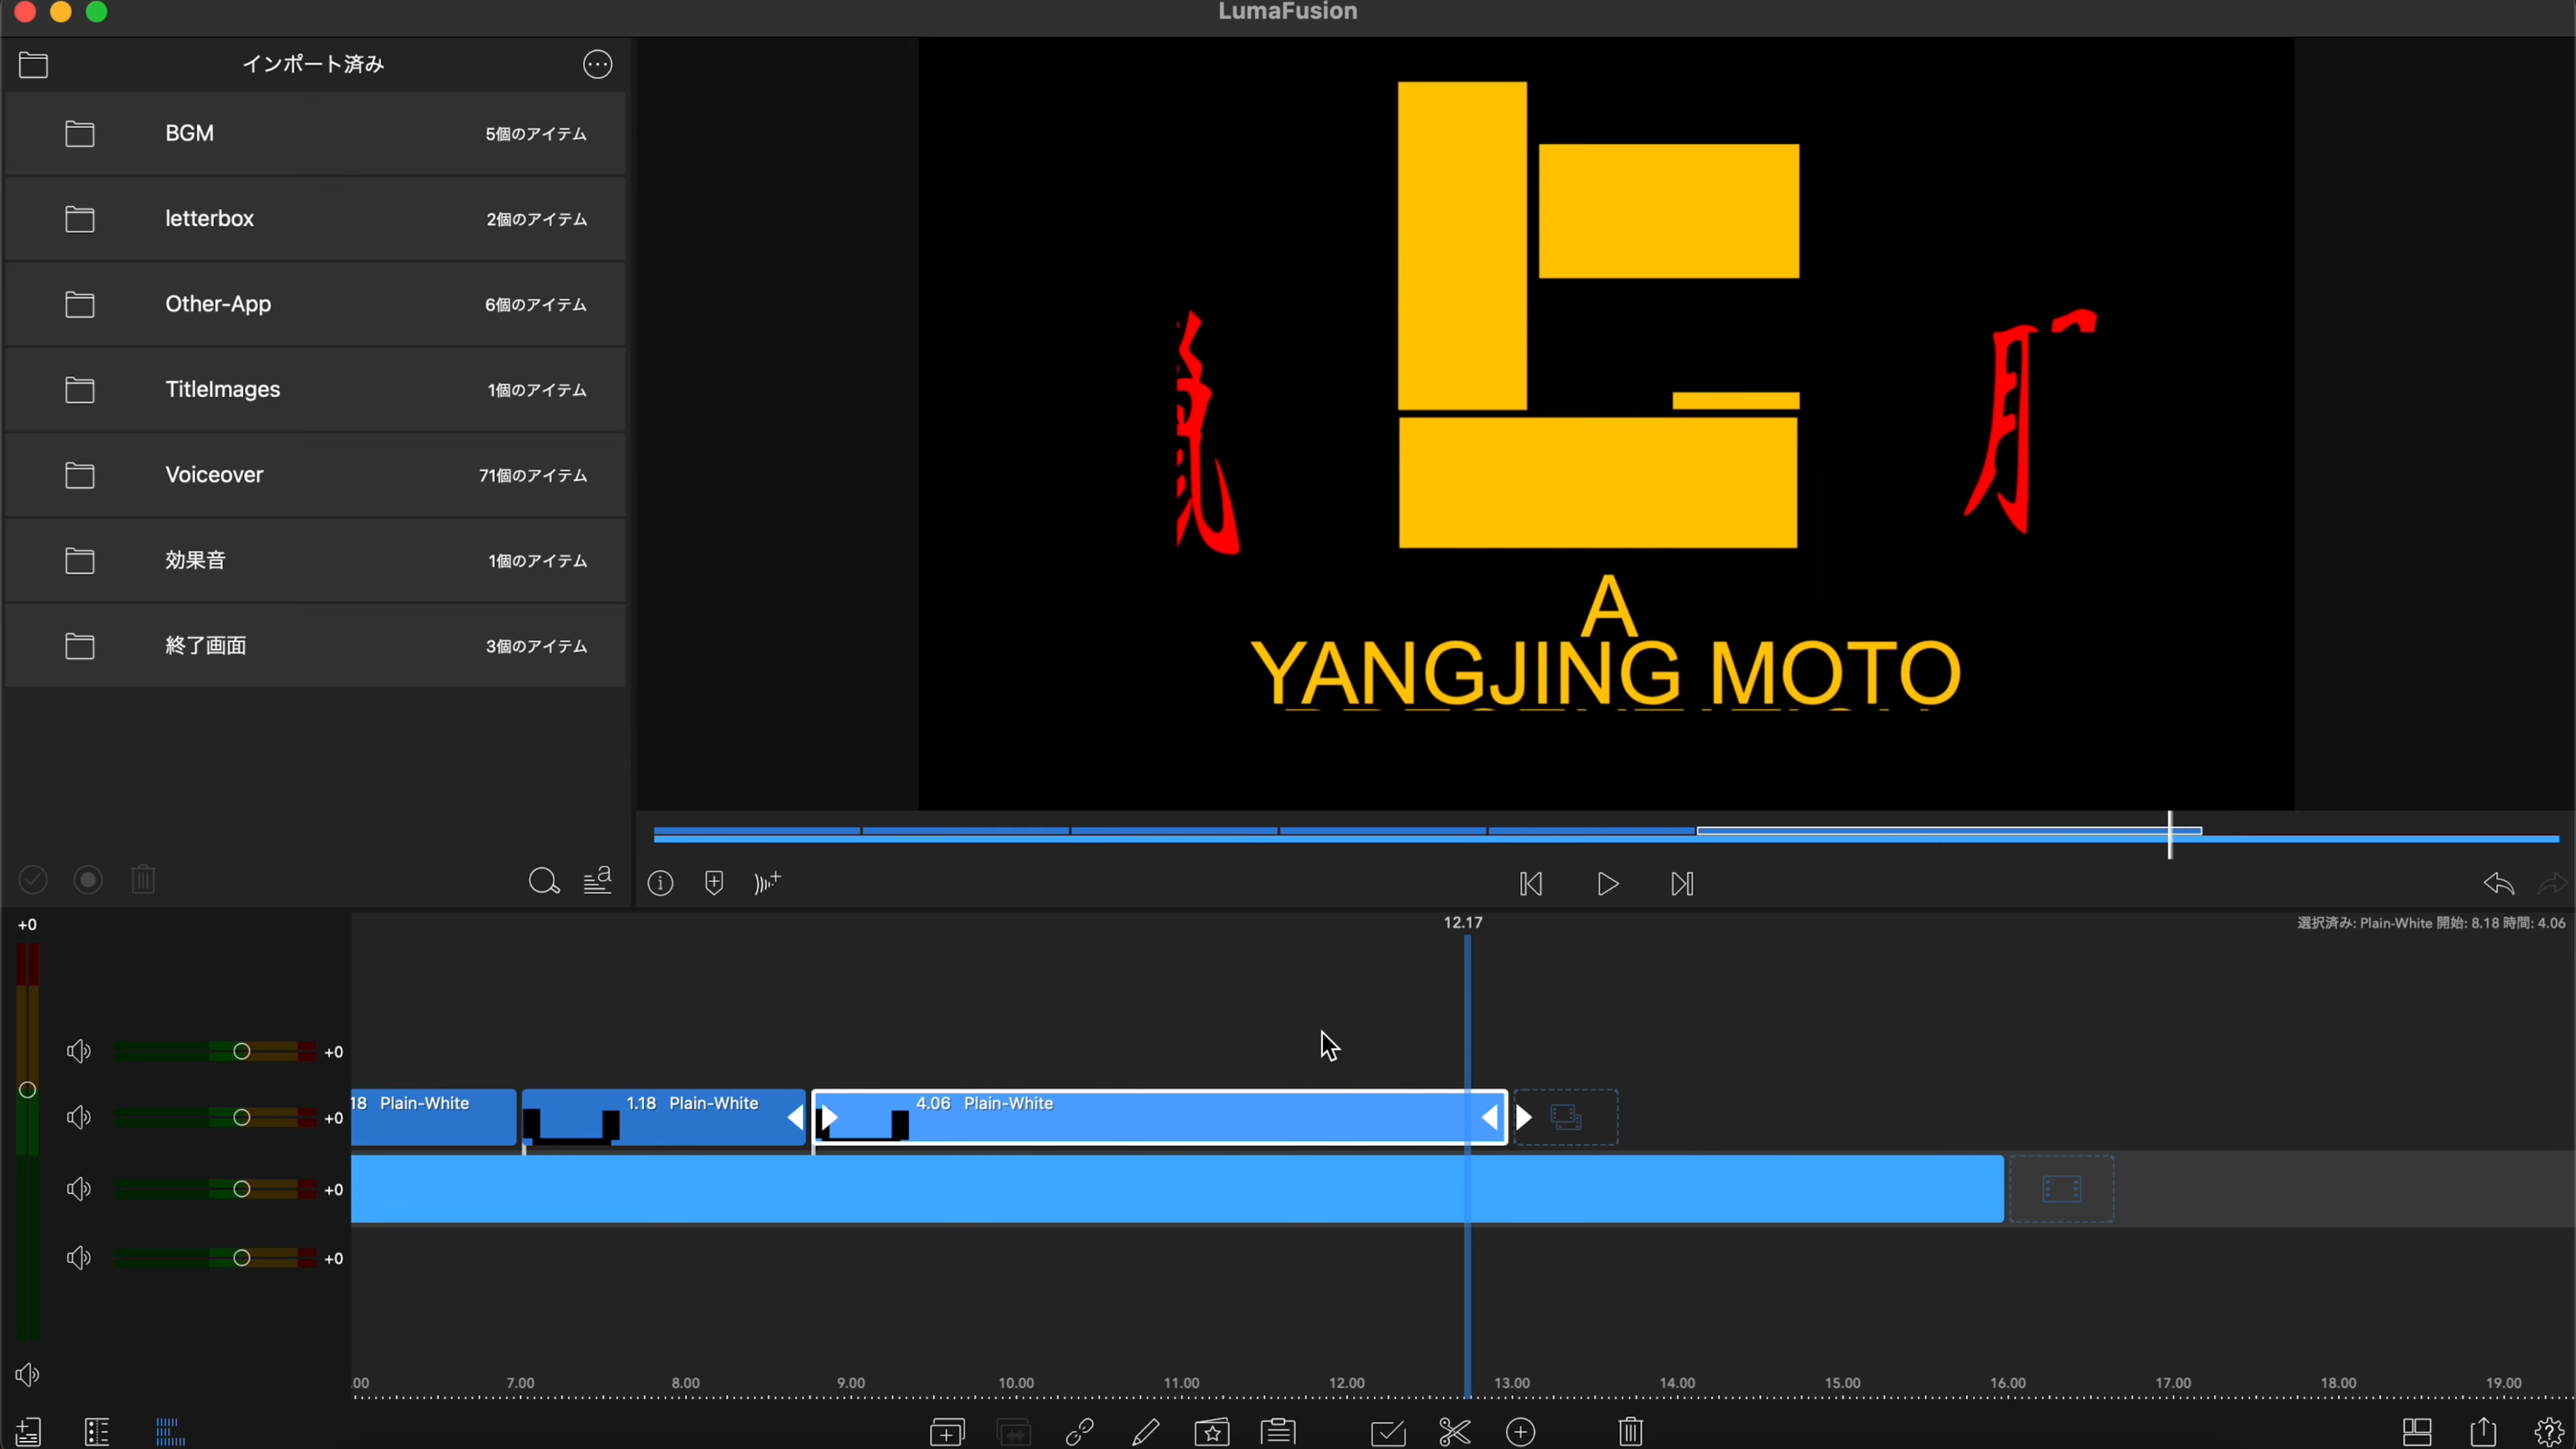 LumaFusion
インポート済み
BGM 5個のアイテム
letterbox 2個のアイテム
Other-App 6個のアイテム
TitleImages 1個のアイテム
Voiceover 71個のアイテム
効果音 1個のアイテム
終了画面 3個のアイテム
A
YANGJING MOTO
+0
12.17
選択済み: Plain-White 開始: 8.18 時間: 4.06
+0
+0
+0
+0
18 Plain-White
1.18 Plain-White
4.06 Plain-White
.00 7.00 8.00 9.00 10.00 11.00 12.00 13.00 14.00 15.00 16.00 17.00 18.00 19.00